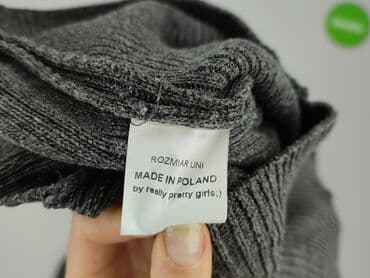 ROZMIAR UNI
MADE IN POLAND
by really pretty girls;)